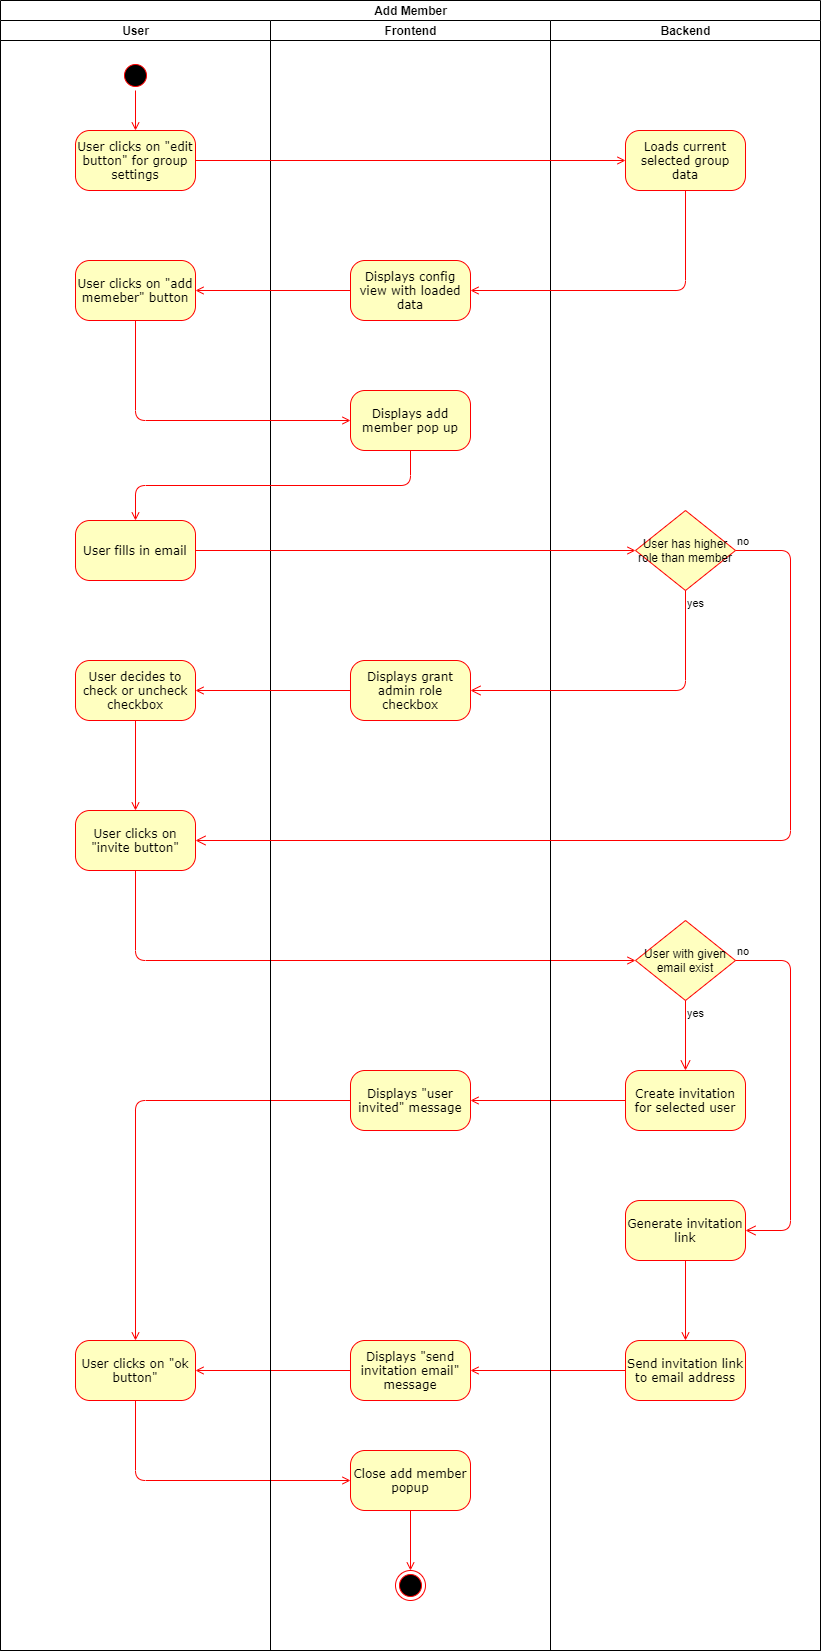 Add Member
User
Frontend
Backend
User clicks on "edit
button" for group
settings
Loads current
selected group
data
User clicks on "add
memeber" button
Displays config
view with loaded
data
Displays add
member pop up
User fills in email
User has higher
role than member
no
yes
User decides to
check or uncheck
checkbox
Displays grant
admin role
checkbox
User clicks on
"invite button"
User with given
email exist
no
yes
Displays "user
invited" message
Create invitation
for selected user
Generate invitation
link
User clicks on "ok
button"
Displays "send
invitation email"
message
Send invitation link
to email address
Close add member
popup